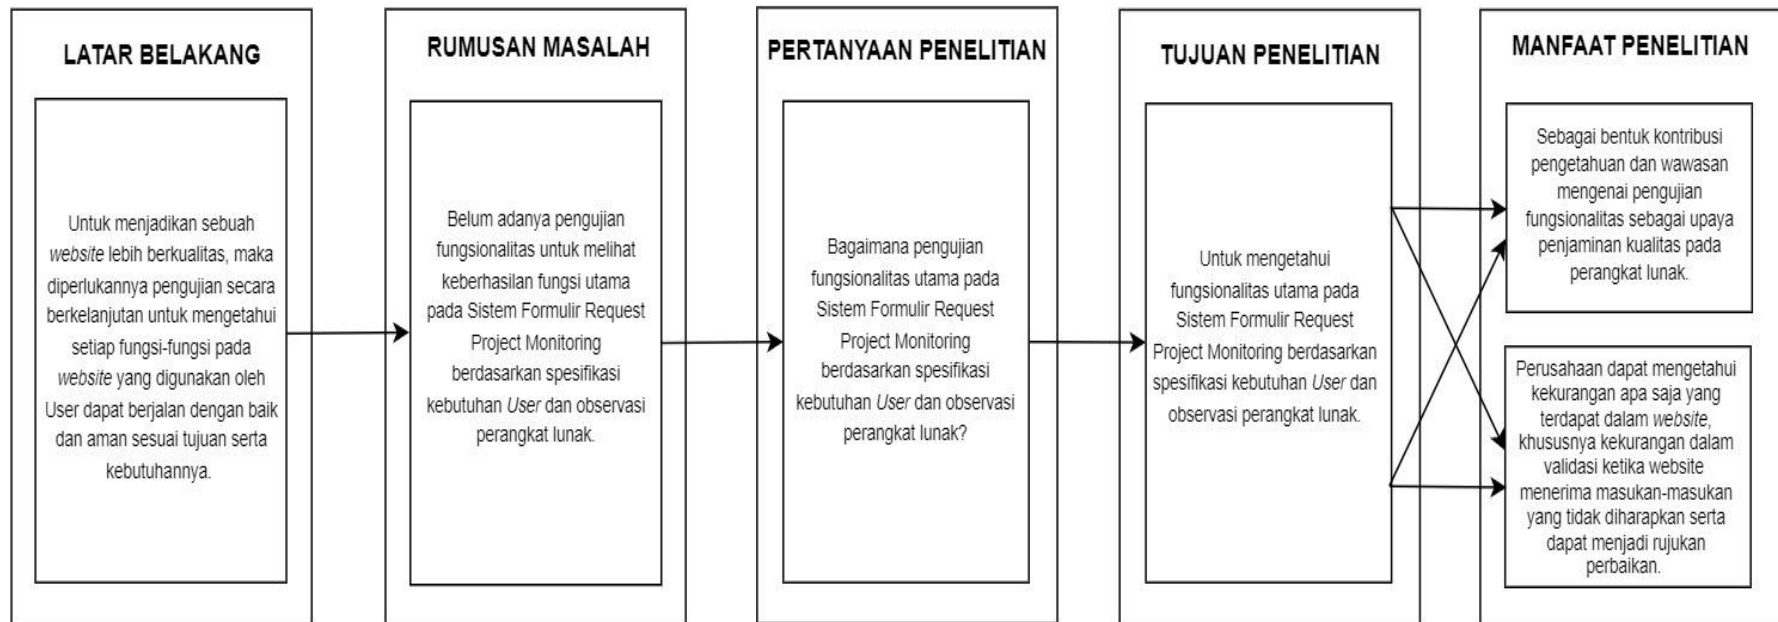 LATAR BELAKANG
Untuk menjadikan sebuah
website lebih berkualitas, maka
diperlukannya pengujian secara
berkelanjutan untuk mengetahui
setiap fungsi-fungsi pada
website yang digunakan oleh
User dapat berjalan dengan baik
dan aman sesuai tujuan serta
kebutuhannya.
RUMUSAN MASALAH
Belum adanya pengujian
fungsionalitas untuk melihat
keberhasilan fungsi utama
pada Sistem Formulir Request
Project Monitoring
berdasarkan spesifikasi
kebutuhan User dan observasi
perangkat lunak.
PERTANYAAN PENELITIAN
Bagaimana pengujian
fungsionalitas utama pada
Sistem Formulir Request
Project Monitoring
berdasarkan spesifikasi
kebutuhan User dan observasi
perangkat lunak?
TUJUAN PENELITIAN
Untuk mengetahui
fungsionalitas utama pada
Sistem Formulir Request
Project Monitoring berdasarkan
spesifikasi kebutuhan User dan
observasi perangkat lunak.
MANFAAT PENELITIAN
Sebagai bentuk kontribusi
pengetahuan dan wawasan
mengenai pengujian
fungsionalitas sebagai upaya
penjaminan kualitas pada
perangkat lunak.
Perusahaan dapat mengetahui
kekurangan apa saja yang
terdapat dalam website,
khususnya kekurangan dalam
validasi ketika website
menerima masukan-masukan
yang tidak diharapkan serta
dapat menjadi rujukan
perbaikan.